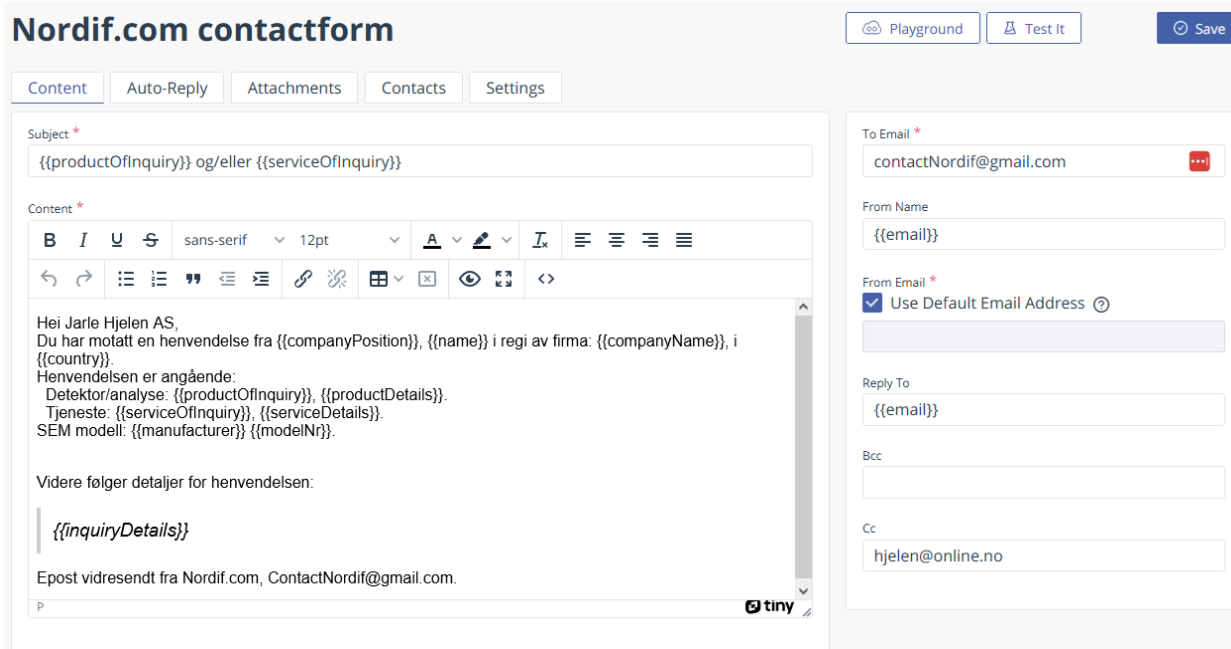 Nordif.com contactform
Playground
Test It
Save
Content
Auto-Reply
Attachments
Contacts
Settings
Subject *
{{productOfInquiry}} og/eller {{serviceOfInquiry}}
Content *
B I U S sans-serif 12pt A Tx
Hei Jarle Hjelen AS,
Du har motatt en henvendelse fra {{companyPosition}}, {{name}} i regi av firma: {{companyName}}, i
{{country}}.
Henvendelsen er angående:
Detektor/analyse: {{productOfInquiry}}, {{productDetails}}.
Tjeneste: {{serviceOfInquiry}}, {{serviceDetails}}.
SEM modell: {{manufacturer}} {{modelNr}}.
Videre følger detaljer for henvendelsen:
{{inquiryDetails}}
Epost vidresendt fra Nordif.com, ContactNordif@gmail.com.
P
tiny
To Email *
contactNordif@gmail.com
From Name
{{email}}
From Email *
Use Default Email Address
Reply To
{{email}}
Bcc
Cc
hjelen@online.no